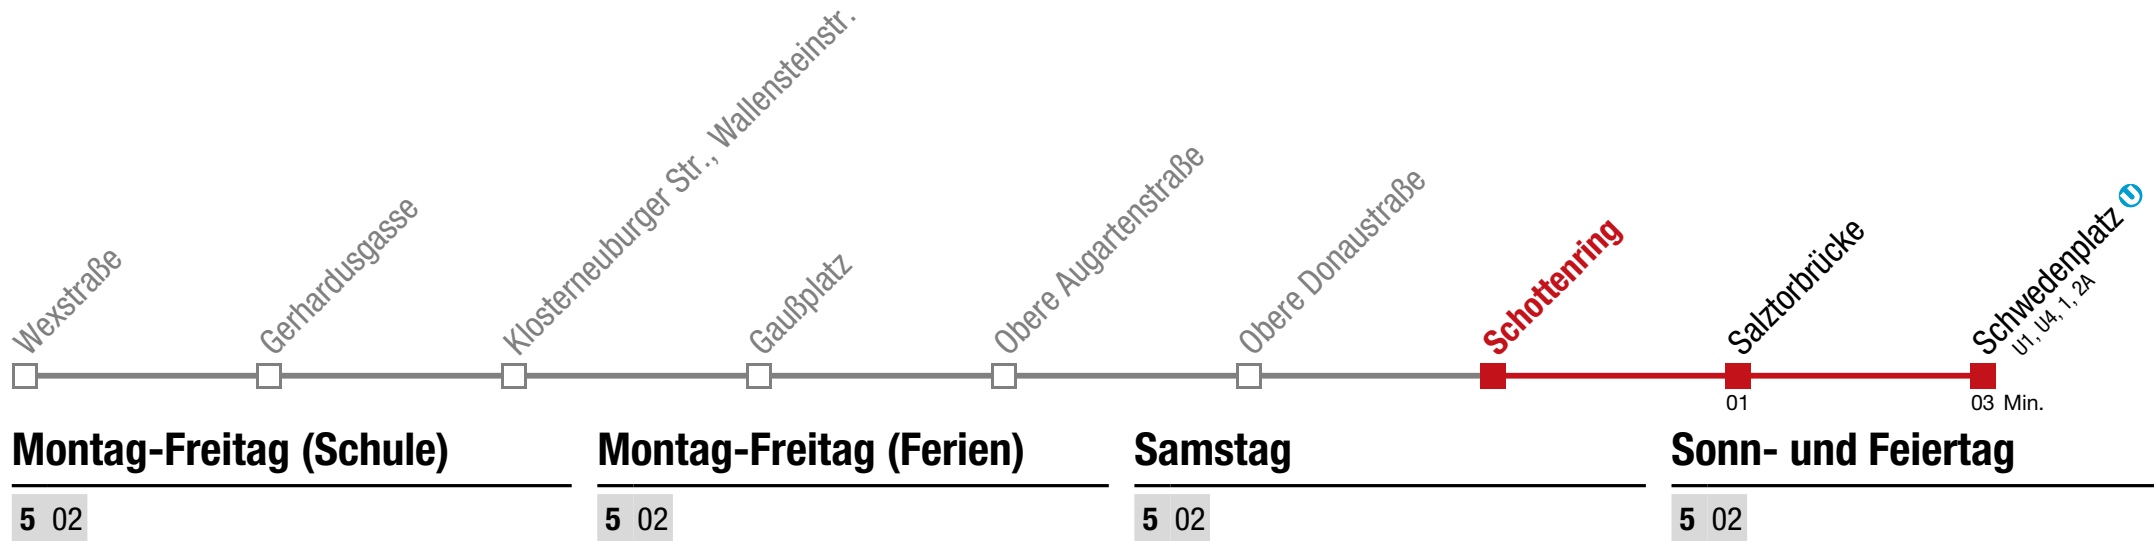 Wexstraße
Gerhardusgasse
Klosterneuburger Str., Wallensteinstr.
Gaußplatz
Obere Augartenstraße
Obere Donaustraße
Schottenring
Salztorbrücke
Schwedenplatz U
U1, U4, 1, 2A
01
03 Min.
Montag-Freitag (Schule)
5 02
Montag-Freitag (Ferien)
5 02
Samstag
5 02
Sonn- und Feiertag
5 02